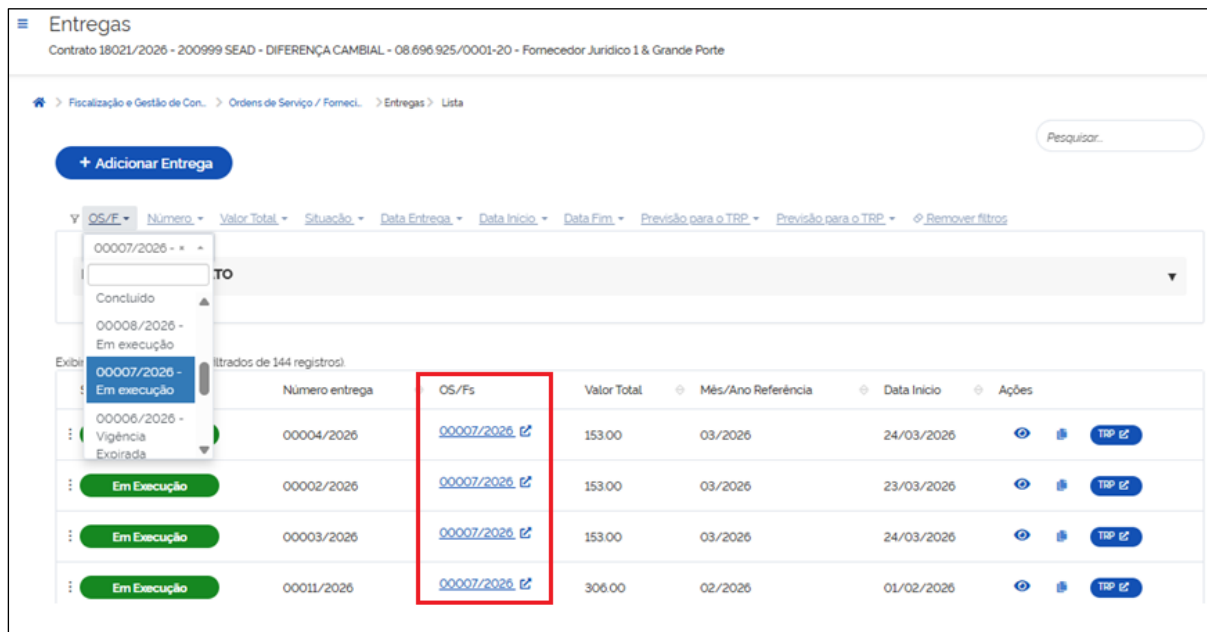 Entregas
Contrato 18021/2026 - 200999 SEAD - DIFERENÇA CAMBIAL - 08.696.925/0001-20 - Fornecedor Jurídico 1 & Grande Porte
> Fiscalização e Gestão de Con... > Ordens de Serviço / Forneci... > Entregas > Lista
Pesquisar...
+ Adicionar Entrega
OS/F Número Valor Total Situação Data Entrega Data Início Data Fim Previsão para o TRP Previsão para o TRP Remover filtros
00007/2026 - ×
TO
Concluído
00008/2026 -
Em execução
00007/2026 -
Em execução
00006/2026 -
Vigência
Expirada
Exibi iltrados de 144 registros).
Número entrega OS/Fs Valor Total Mês/Ano Referência Data Início Ações
00004/2026 00007/2026 153.00 03/2026 24/03/2026 TRP
Em Execução 00002/2026 00007/2026 153.00 03/2026 23/03/2026 TRP
Em Execução 00003/2026 00007/2026 153.00 03/2026 24/03/2026 TRP
Em Execução 00011/2026 00007/2026 306.00 02/2026 01/02/2026 TRP